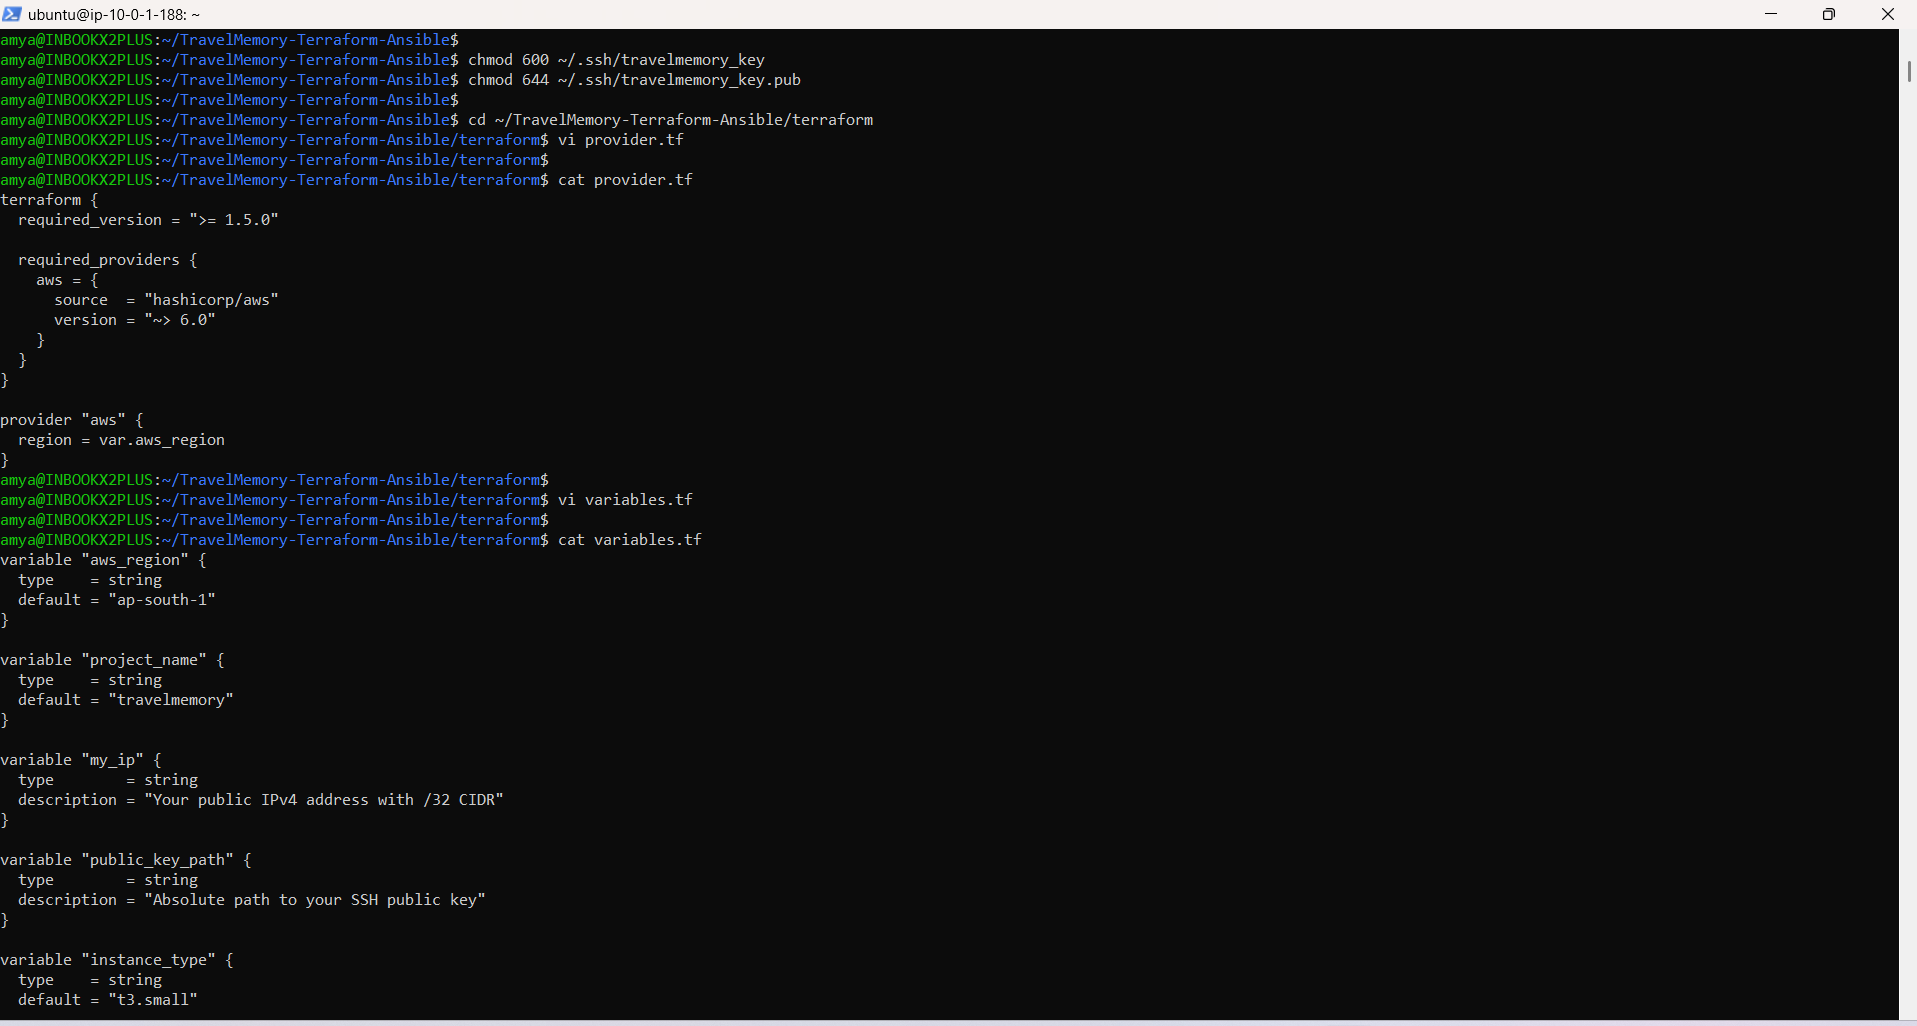 ubuntu@ip-10-0-1-188: ~
amya@INBOOKX2PLUS:~/TravelMemory-Terraform-Ansible$
amya@INBOOKX2PLUS:~/TravelMemory-Terraform-Ansible$ chmod 600 ~/.ssh/travelmemory_key
amya@INBOOKX2PLUS:~/TravelMemory-Terraform-Ansible$ chmod 644 ~/.ssh/travelmemory_key.pub
amya@INBOOKX2PLUS:~/TravelMemory-Terraform-Ansible$
amya@INBOOKX2PLUS:~/TravelMemory-Terraform-Ansible$ cd ~/TravelMemory-Terraform-Ansible/terraform
amya@INBOOKX2PLUS:~/TravelMemory-Terraform-Ansible/terraform$ vi provider.tf
amya@INBOOKX2PLUS:~/TravelMemory-Terraform-Ansible/terraform$
amya@INBOOKX2PLUS:~/TravelMemory-Terraform-Ansible/terraform$ cat provider.tf
terraform {
  required_version = ">= 1.5.0"

  required_providers {
    aws = {
      source  = "hashicorp/aws"
      version = "~> 6.0"
    }
  }
}

provider "aws" {
  region = var.aws_region
}
amya@INBOOKX2PLUS:~/TravelMemory-Terraform-Ansible/terraform$
amya@INBOOKX2PLUS:~/TravelMemory-Terraform-Ansible/terraform$ vi variables.tf
amya@INBOOKX2PLUS:~/TravelMemory-Terraform-Ansible/terraform$
amya@INBOOKX2PLUS:~/TravelMemory-Terraform-Ansible/terraform$ cat variables.tf
variable "aws_region" {
  type    = string
  default = "ap-south-1"
}

variable "project_name" {
  type    = string
  default = "travelmemory"
}

variable "my_ip" {
  type        = string
  description = "Your public IPv4 address with /32 CIDR"
}

variable "public_key_path" {
  type        = string
  description = "Absolute path to your SSH public key"
}

variable "instance_type" {
  type    = string
  default = "t3.small"